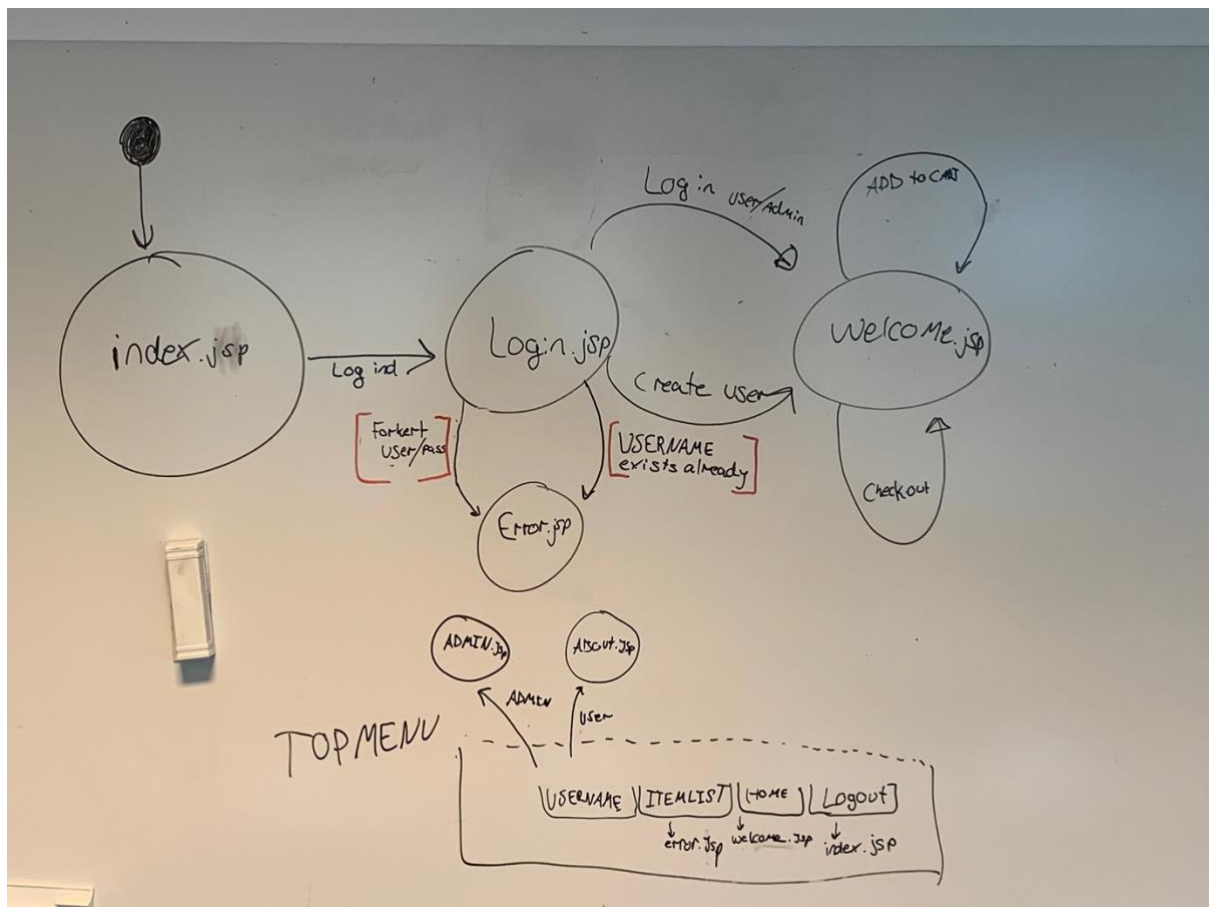 Login user/Admin
ADD to CART
index.jsp
Log ind
Login.jsp
Welcome.jsp
Create user
[Forkert
user/pass]
[USERNAME
exists already]
Checkout
Error.jsp
ADMIN.jsp
About.jsp
ADMIN
user
TOPMENU
USERNAME ITEMLIST HOME Logout
error.jsp welcome.jsp index.jsp